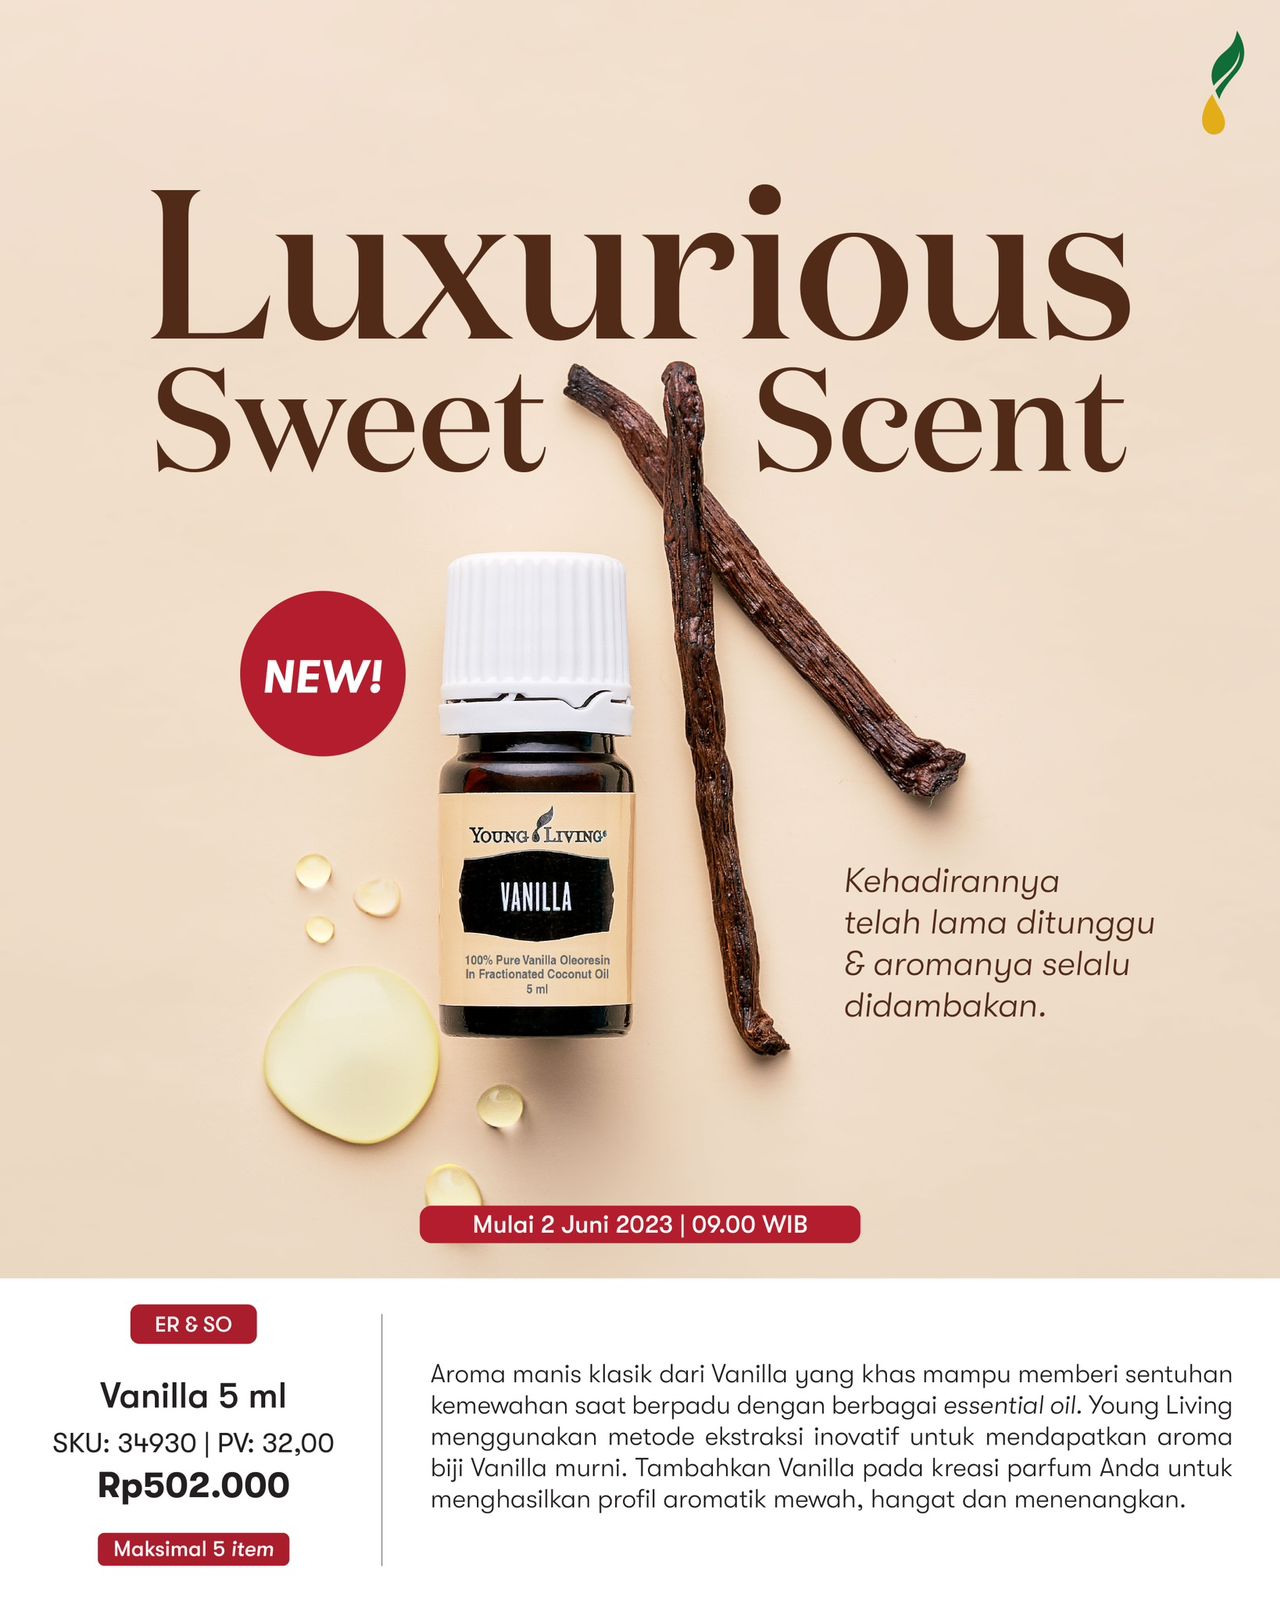 Luxurious
Sweet Scent
NEW!
YOUNG LIVING®
VANILLA
100% Pure Vanilla Oleoresin
In Fractionated Coconut Oil
5 ml
Kehadirannya
telah lama ditunggu
& aromanya selalu
didambakan.
Mulai 2 Juni 2023 | 09.00 WIB
ER & SO
Vanilla 5 ml
SKU: 34930 | PV: 32,00
Rp502.000
Maksimal 5 item
Aroma manis klasik dari Vanilla yang khas mampu memberi sentuhan
kemewahan saat berpadu dengan berbagai essential oil. Young Living
menggunakan metode ekstraksi inovatif untuk mendapatkan aroma
biji Vanilla murni. Tambahkan Vanilla pada kreasi parfum Anda untuk
menghasilkan profil aromatik mewah, hangat dan menenangkan.